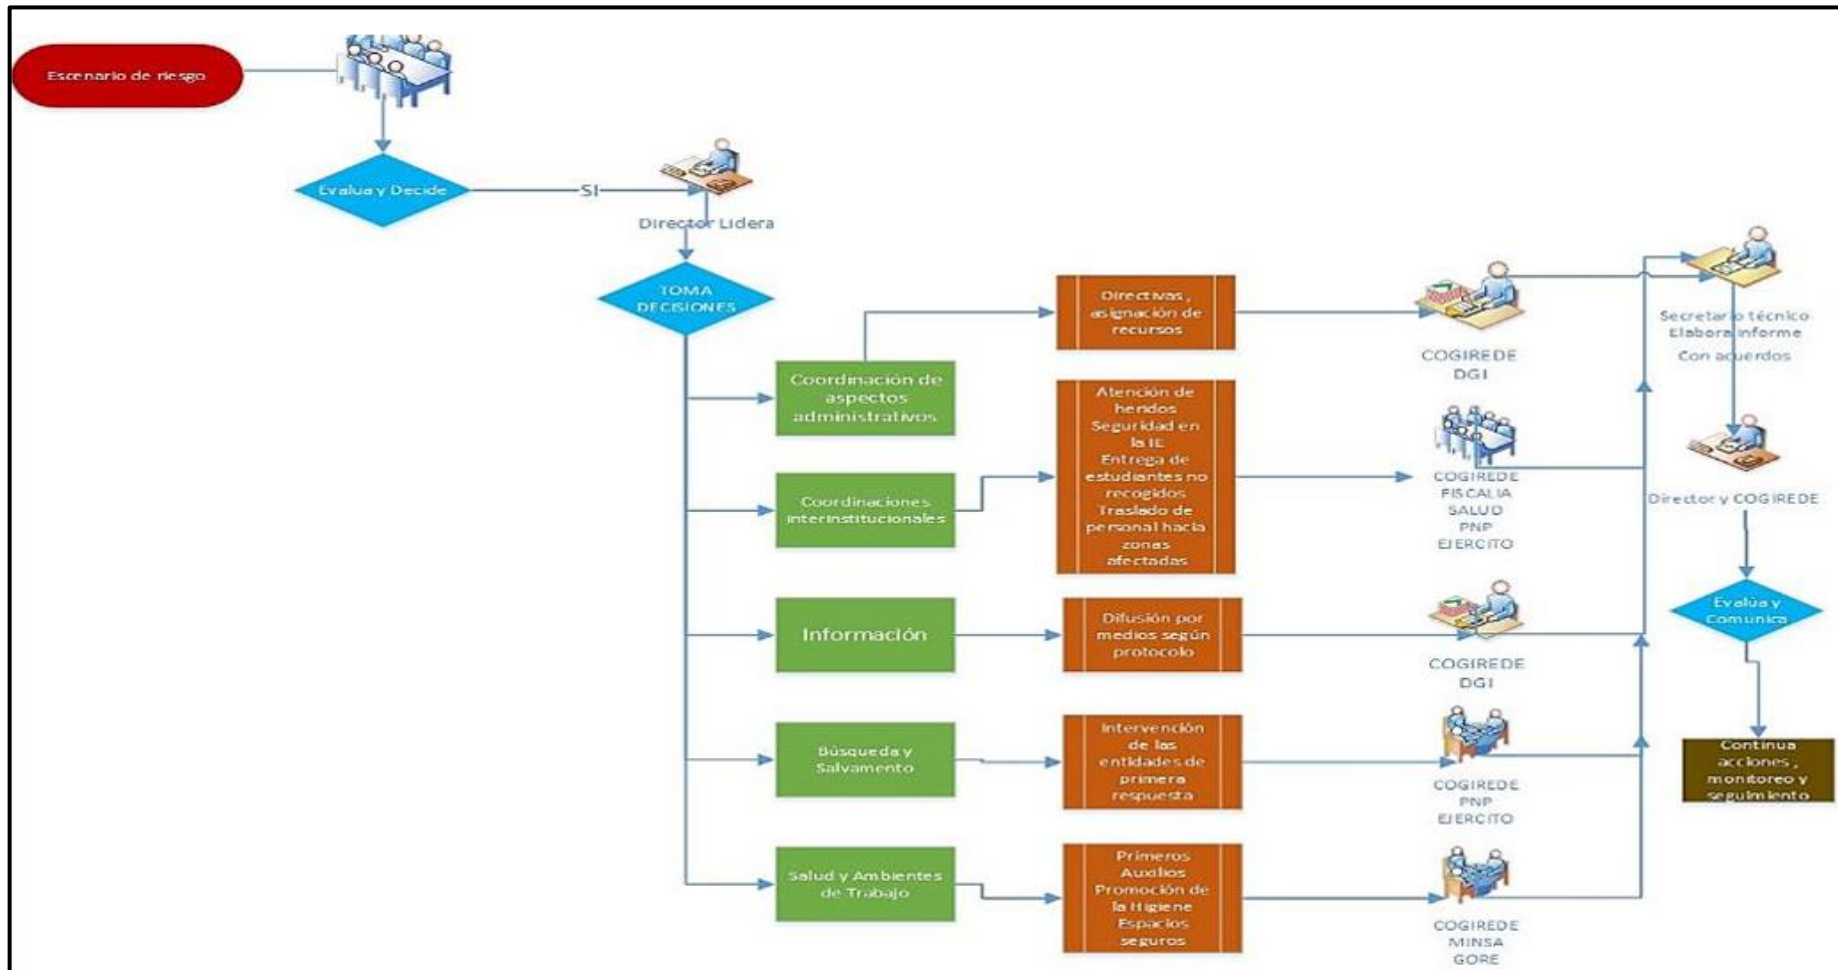 Escenario de riesgo
Evalua y Decide
SI
Director Lidera
TOMA
DECISIONES
Coordinación de
aspectos
administrativos
Directivas,
asignación de
recursos
COGIREDE
DGI
Coordinaciones
interinstitucionales
Atención de
heridos
Seguridad en
la IE
Entrega de
estudiantes no
recogidos
Traslado de
personal hacia
zonas
afectadas
COGIREDE
FISCALIA
SALUD
PNP
EJERCITO
Información
Difusión por
medios según
protocolo
COGIREDE
DGI
Búsqueda y
Salvamento
Intervención
de las
entidades de
primera
respuesta
COGIREDE
PNP
EJERCITO
Salud y Ambientes
de Trabajo
Primeros
Auxilios
Promoción de
la Higiene
Espacios
seguros
COGIREDE
MINSA
GORE
Secretario técnico
Elabora informe
Con acuerdos
Director y COGIREDE
Evalúa y
Comunica
Continua
acciones,
monitoreo y
seguimiento